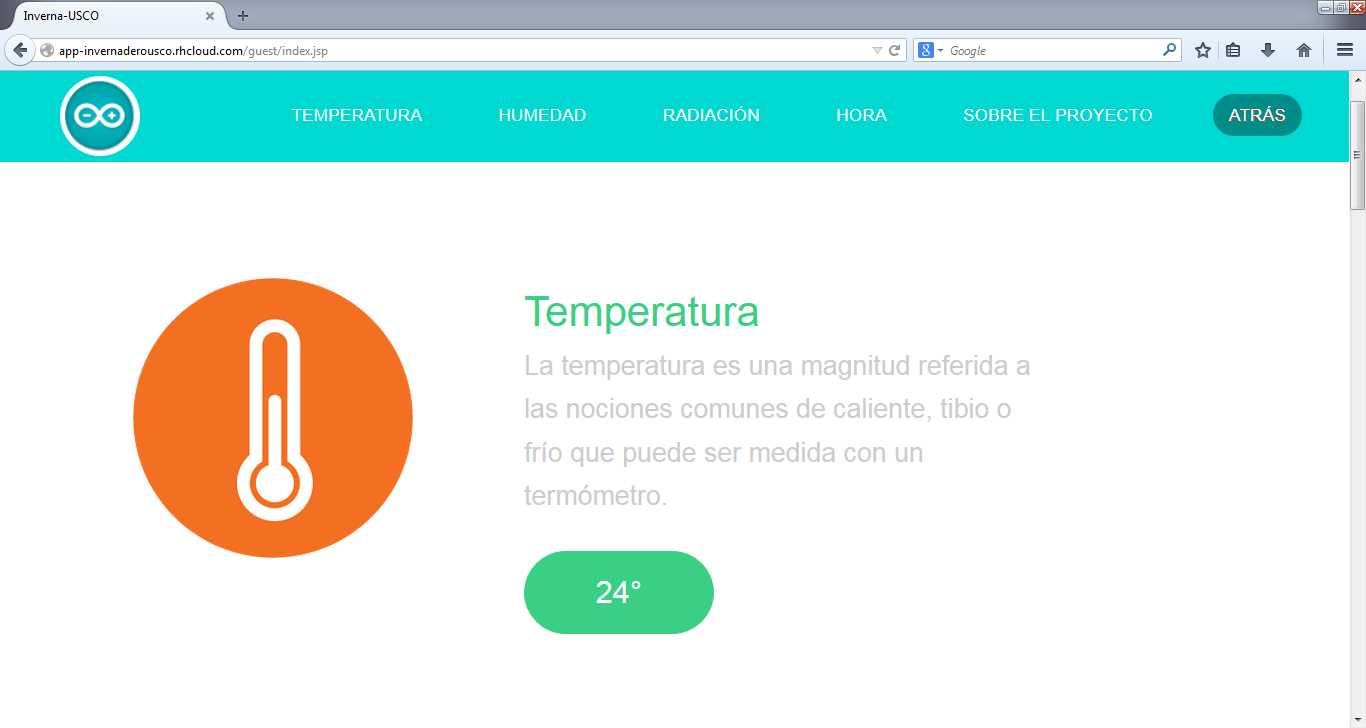 Inverna-USCO
app-invernaderousco.rhcloud.com/guest/index.jsp
Google
TEMPERATURA HUMEDAD RADIACIÓN HORA SOBRE EL PROYECTO ATRÁS
Temperatura
La temperatura es una magnitud referida a
las nociones comunes de caliente, tibio o
frío que puede ser medida con un
termómetro.
24°